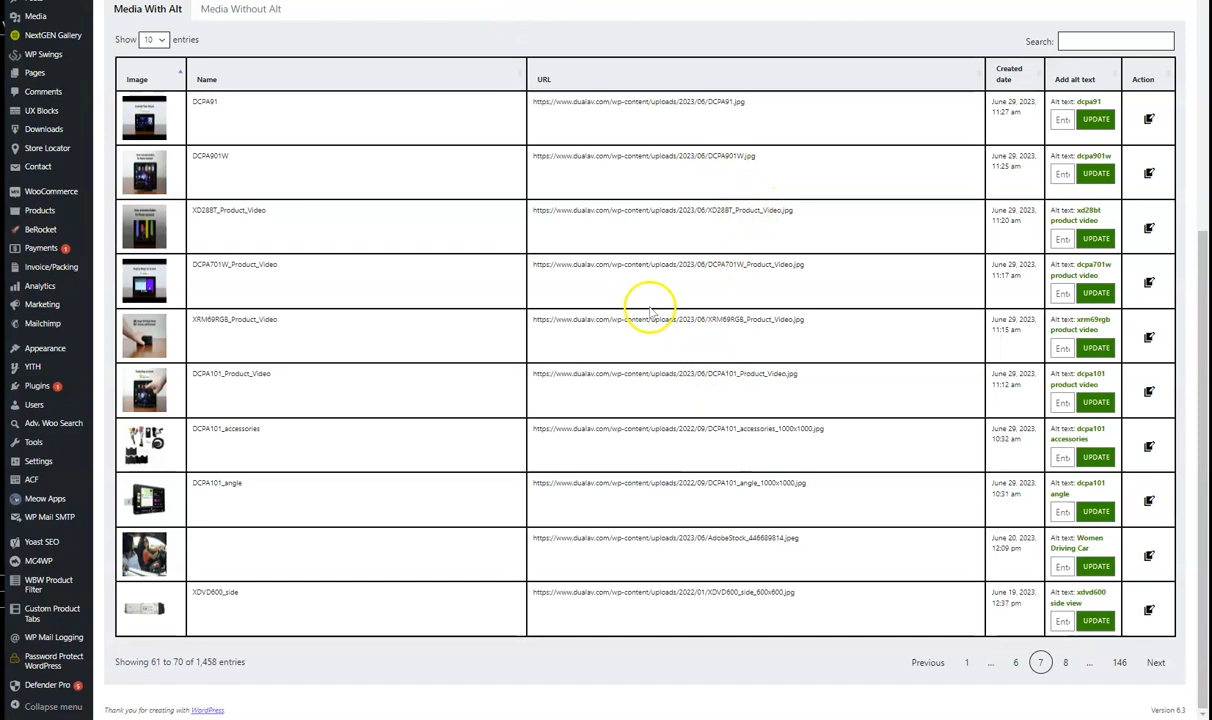 Media With Alt
Media Without Alt
Media
NextGEN Gallery
WP Swings
Pages
Comments
UX Blocks
Downloads
Store Locator
Contact
WooCommerce
Products
BeRocket
Payments 1
Invoice/Packing
Analytics
Marketing
Mailchimp
Appearance
YITH
Plugins 1
Users
Adv. Woo Search
Tools
Settings
ACF
Meow Apps
WP Mail SMTP
Yoast SEO
MC4WP
WBW Product
Filter
Custom Product
Tabs
WP Mail Logging
Password Protect
WordPress
Defender Pro 5
Collapse menu
Show 10 entries
Search:
Image
Name
URL
Created
date
Add alt text
Action
DCPA91
https://www.dualav.com/wp-content/uploads/2023/06/DCPA91.jpg
June 29, 2023,
11:27 am
Alt text: dcpa91
UPDATE
DCPA901W
https://www.dualav.com/wp-content/uploads/2023/06/DCPA901W.jpg
June 29, 2023,
11:25 am
Alt text: dcpa901w
UPDATE
XD28BT_Product_Video
https://www.dualav.com/wp-content/uploads/2023/06/XD28BT_Product_Video.jpg
June 29, 2023,
11:20 am
Alt text: xd28bt
product video
UPDATE
DCPA701W_Product_Video
https://www.dualav.com/wp-content/uploads/2023/06/DCPA701W_Product_Video.jpg
June 29, 2023,
11:17 am
Alt text: dcpa701w
product video
UPDATE
XRM69RGB_Product_Video
https://www.dualav.com/wp-content/uploads/2023/06/XRM69RGB_Product_Video.jpg
June 29, 2023,
11:15 am
Alt text: xrm69rgb
product video
UPDATE
DCPA101_Product_Video
https://www.dualav.com/wp-content/uploads/2023/06/DCPA101_Product_Video.jpg
June 29, 2023,
11:12 am
Alt text: dcpa101
product video
UPDATE
DCPA101_accessories
https://www.dualav.com/wp-content/uploads/2022/09/DCPA101_accessories_1000x1000.jpg
June 29, 2023,
10:32 am
Alt text: dcpa101
accessories
UPDATE
DCPA101_angle
https://www.dualav.com/wp-content/uploads/2022/09/DCPA101_angle_1000x1000.jpg
June 29, 2023,
10:31 am
Alt text: dcpa101
angle
UPDATE
https://www.dualav.com/wp-content/uploads/2023/06/AdobeStock_446689814.jpeg
June 20, 2023,
12:09 pm
Alt text: Women
Driving Car
UPDATE
XDVD600_side
https://www.dualav.com/wp-content/uploads/2022/01/XDVD600_side_600x600.jpg
June 19, 2023,
12:37 pm
Alt text: xdvd600
side view
UPDATE
Showing 61 to 70 of 1,458 entries
Previous 1 ... 6 7 8 ... 146 Next
Thank you for creating with WordPress.
Version 6.3